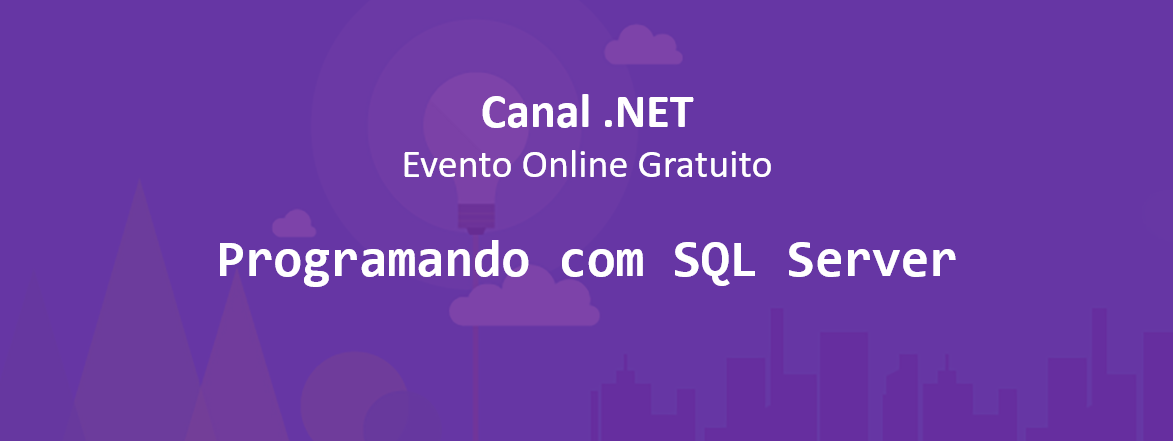 Canal .NET
Evento Online Gratuito
Programando com SQL Server